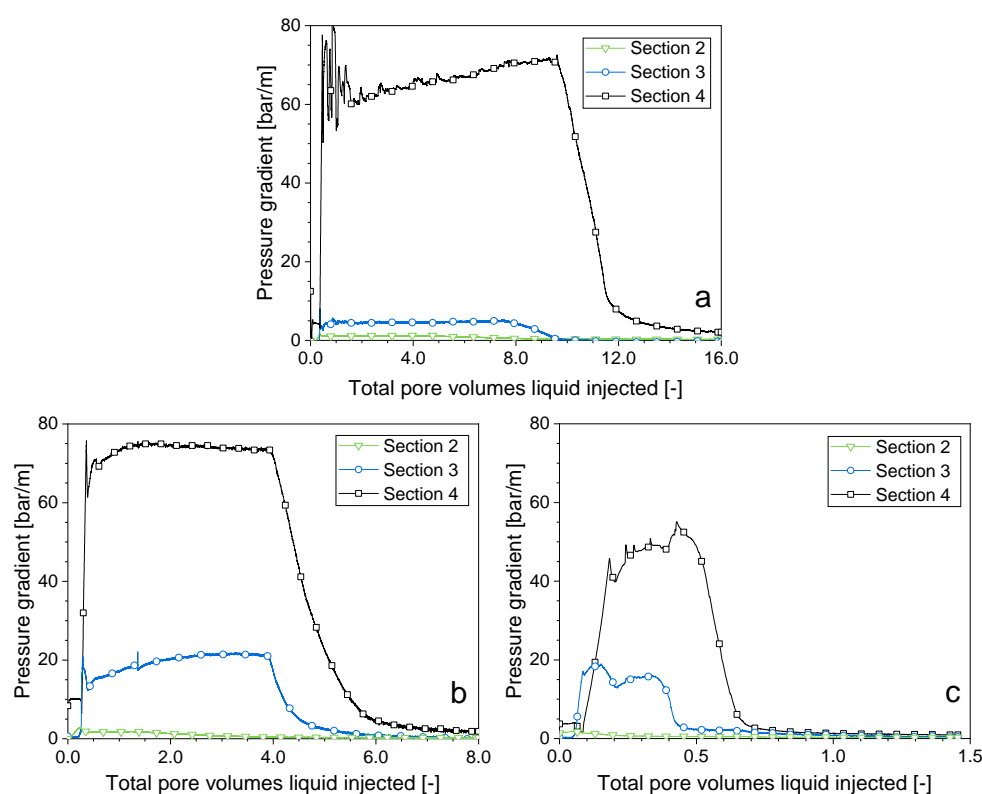 80
60
40
20
0
Pressure gradient [bar/m]
Section 2
Section 3
Section 4
a
0.0 4.0 8.0 12.0 16.0
Total pore volumes liquid injected [-]
80
60
40
20
0
Pressure gradient [bar/m]
Section 2
Section 3
Section 4
b
0.0 2.0 4.0 6.0 8.0
Total pore volumes liquid injected [-]
80
60
40
20
0
Pressure gradient [bar/m]
Section 2
Section 3
Section 4
c
0.0 0.5 1.0 1.5
Total pore volumes liquid injected [-]